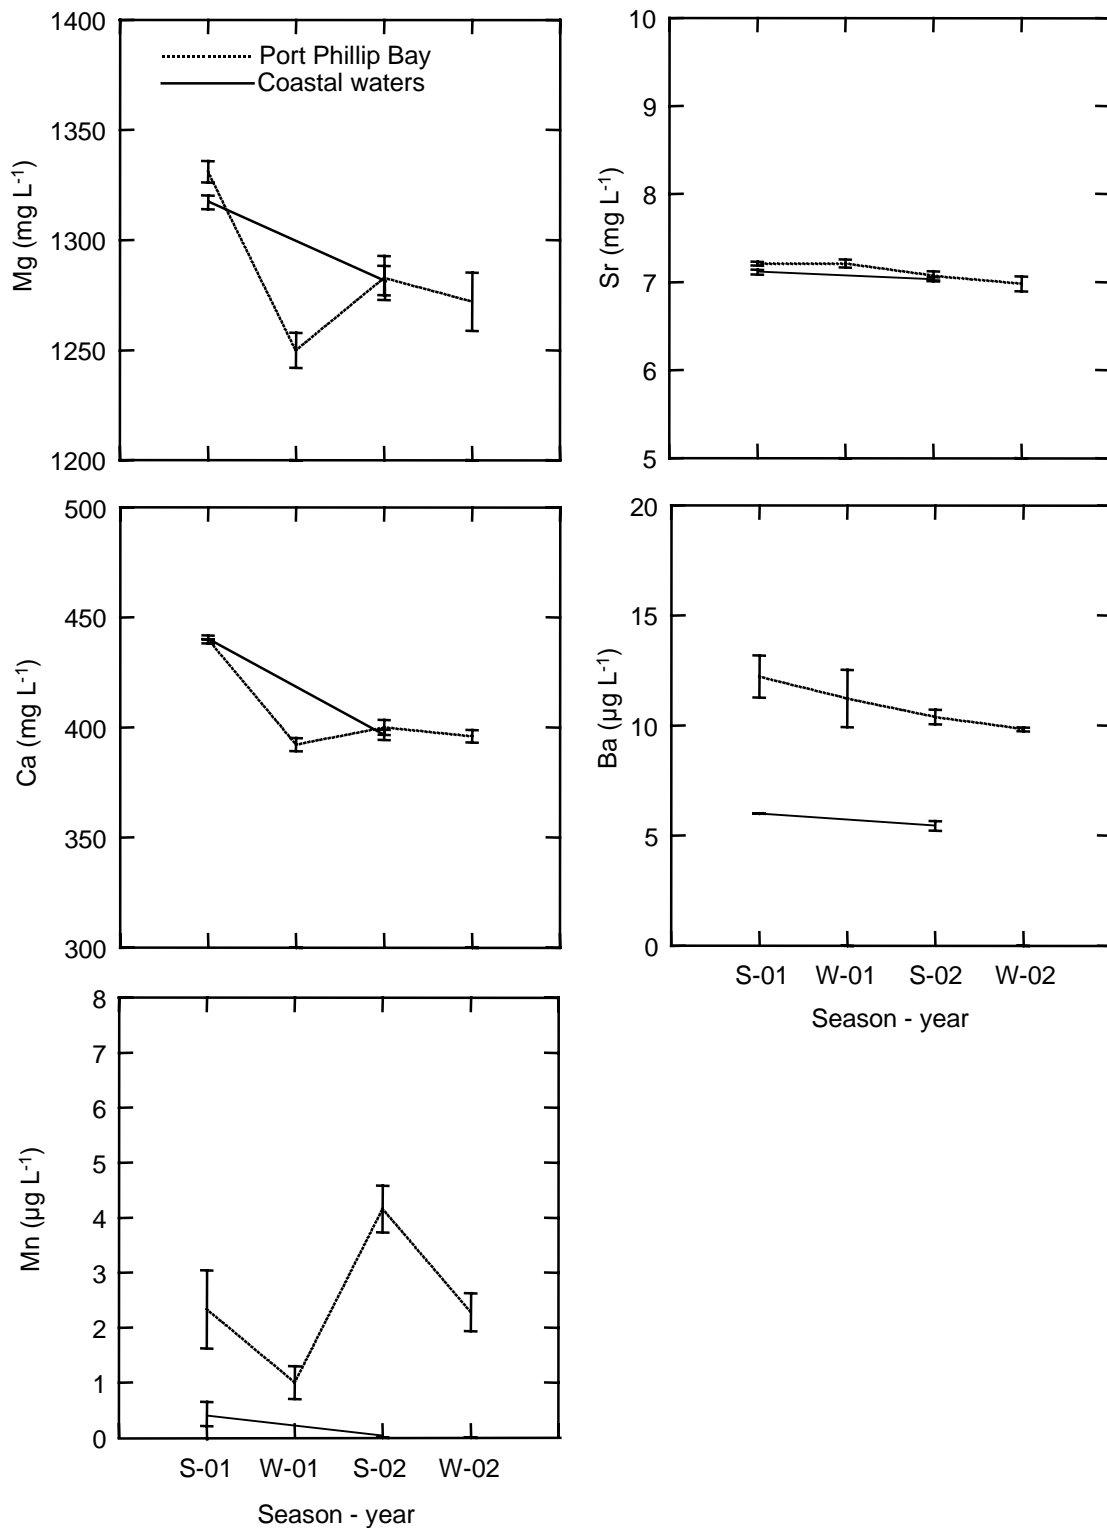 1400
1350
1300
1250
1200
Mg (mg L-1)
Port Phillip Bay
Coastal waters
10
9
8
7
6
5
Sr (mg L-1)
500
450
400
350
300
Ca (mg L-1)
20
15
10
5
0
Ba (µg L-1)
S-01 W-01 S-02 W-02
Season - year
8
7
6
5
4
3
2
1
0
Mn (µg L-1)
S-01 W-01 S-02 W-02
Season - year